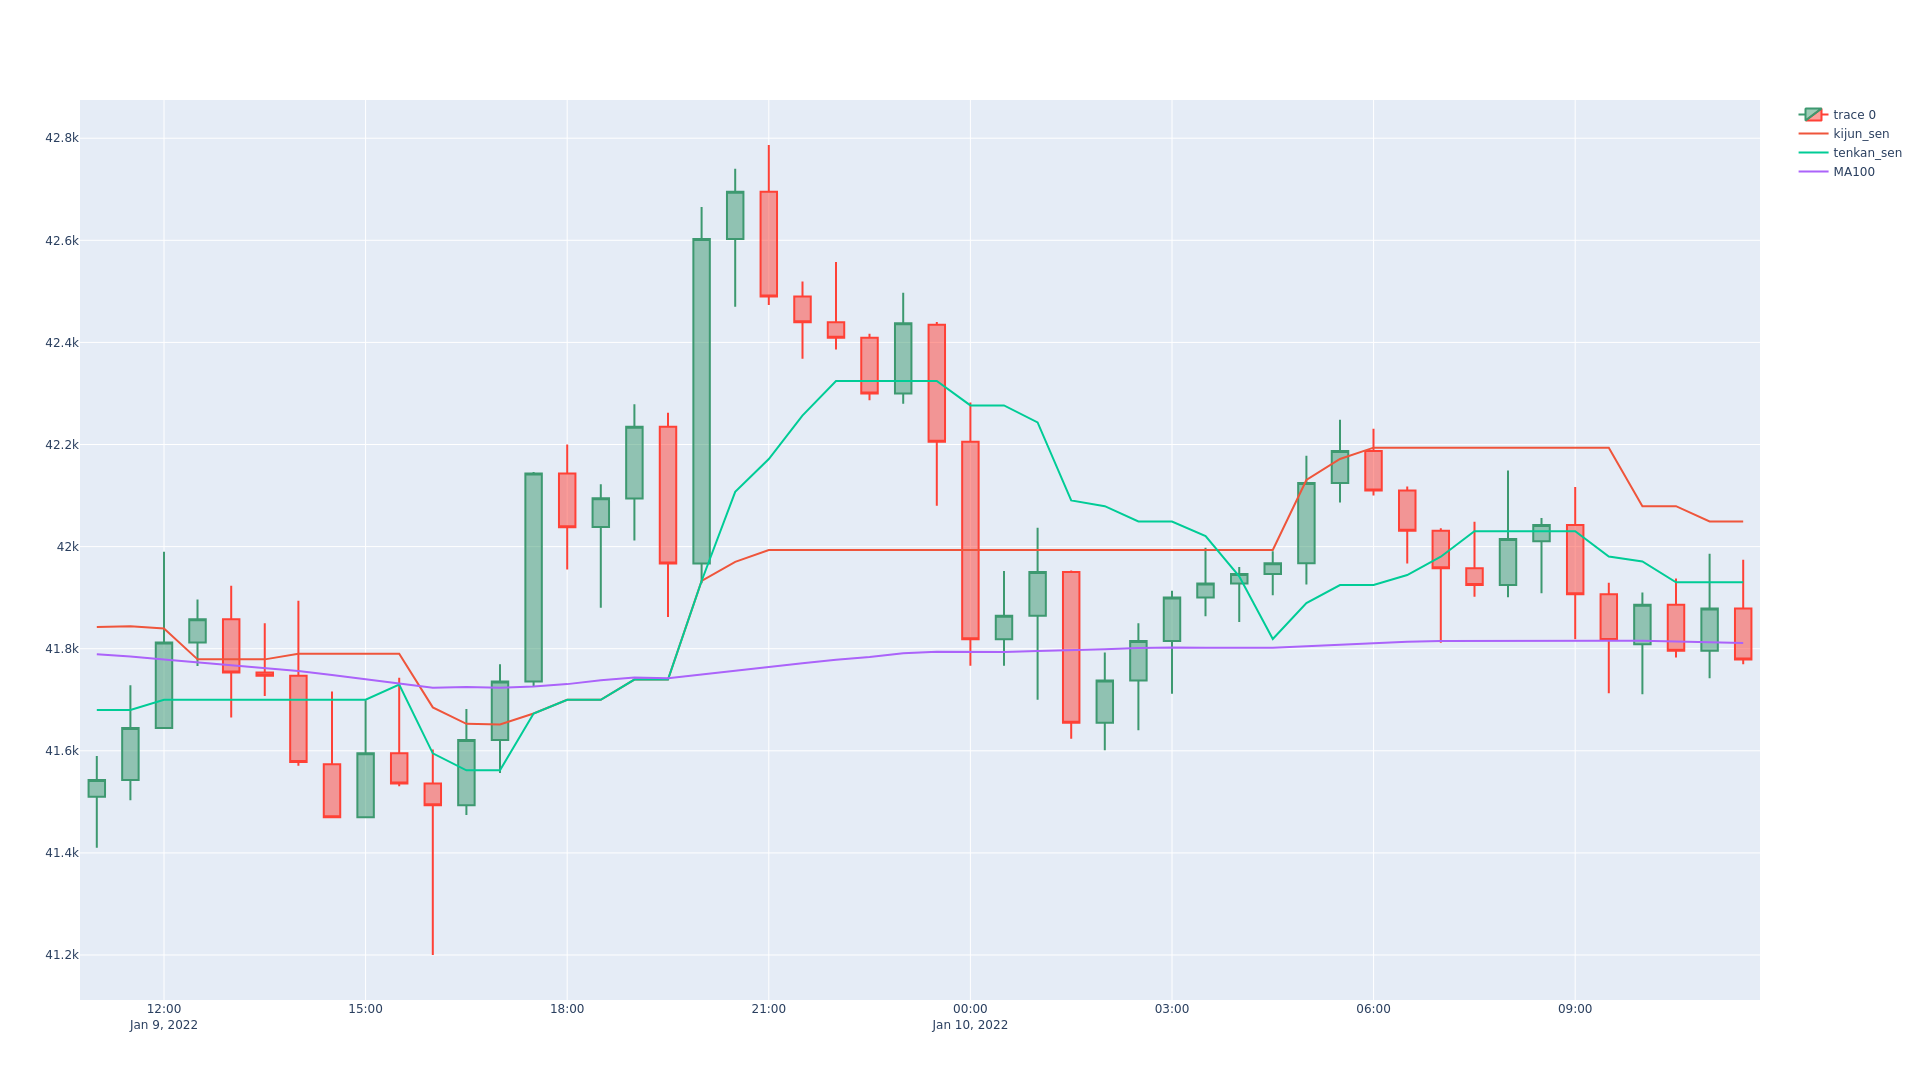 42.8k
42.6k
42.4k
42.2k
42k
41.8k
41.6k
41.4k
41.2k
12:00 15:00 18:00 21:00 00:00 03:00 06:00 09:00
Jan 9, 2022 Jan 10, 2022
trace 0
kijun_sen
tenkan_sen
MA100